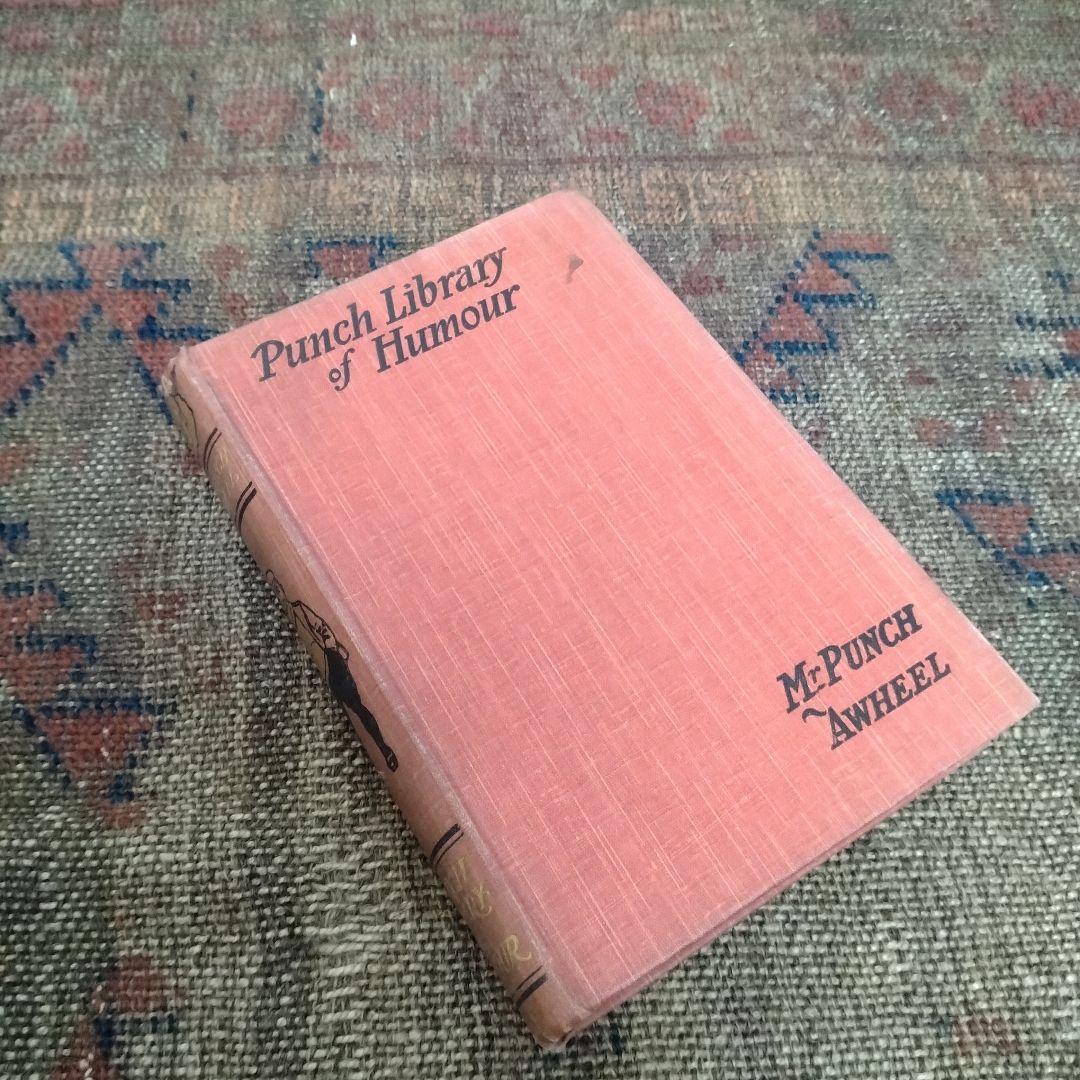 Punch Library
of Humour
Mr. PUNCH
~AWHEEL